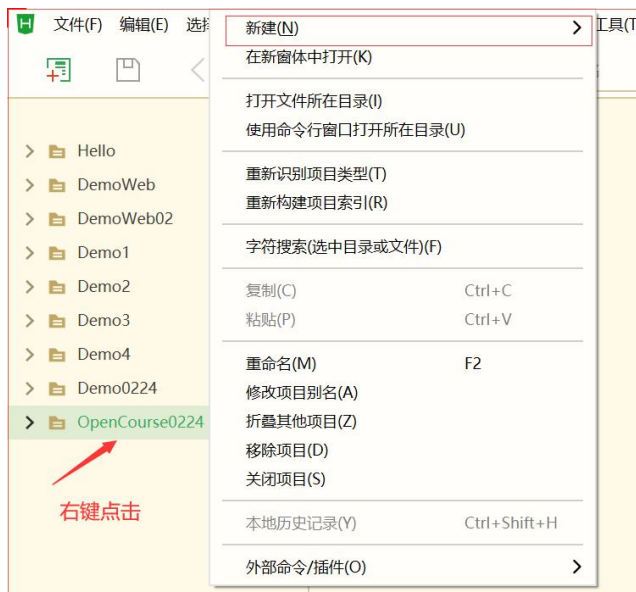 H 文件(F) 编辑(E) 选择 工具(T
新建(N)
在新窗体中打开(K)
打开文件所在目录(I)
使用命令行窗口打开所在目录(U)
重新识别项目类型(T)
重新构建项目索引(R)
字符搜索(选中目录或文件)(F)
复制(C) Ctrl+C
粘贴(P) Ctrl+V
重命名(M) F2
修改项目别名(A)
折叠其他项目(Z)
移除项目(D)
关闭项目(S)
本地历史记录(Y) Ctrl+Shift+H
外部命令/插件(O)
Hello
DemoWeb
DemoWeb02
Demo1
Demo2
Demo3
Demo4
Demo0224
OpenCourse0224
右键点击